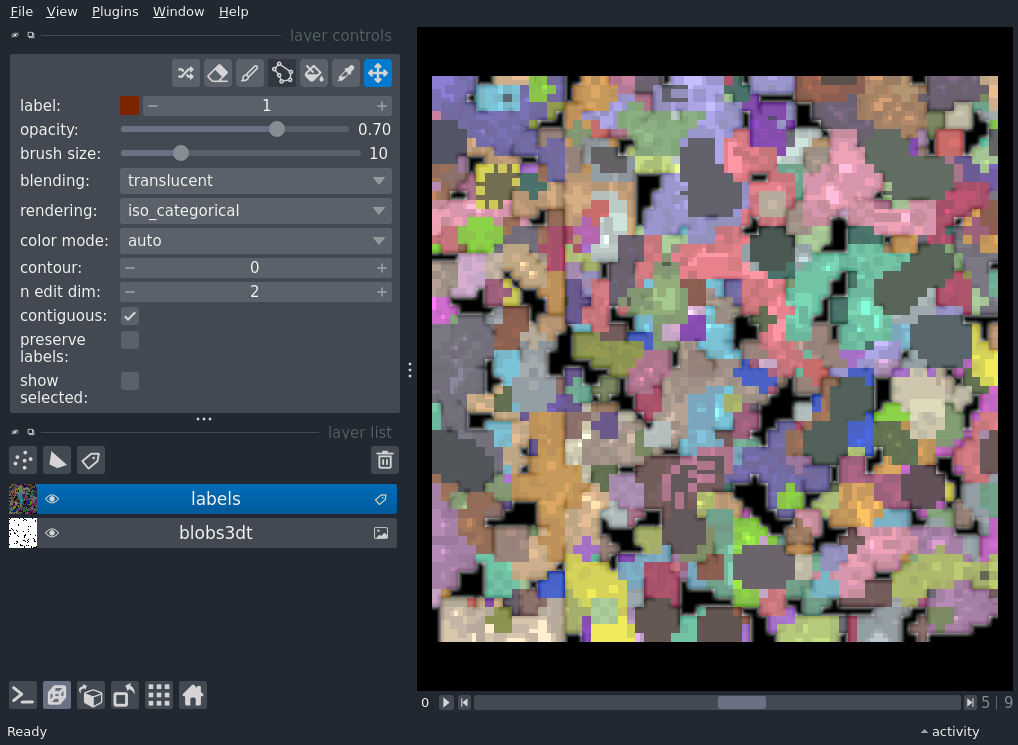 File View Plugins Window Help
layer controls
label: 1
opacity: 0.70
brush size: 10
blending: translucent
rendering: iso_categorical
color mode: auto
contour: 0
n edit dim: 2
contiguous:
preserve
labels:
show
selected:
layer list
labels
blobs3dt
0 5 | 9
Ready activity